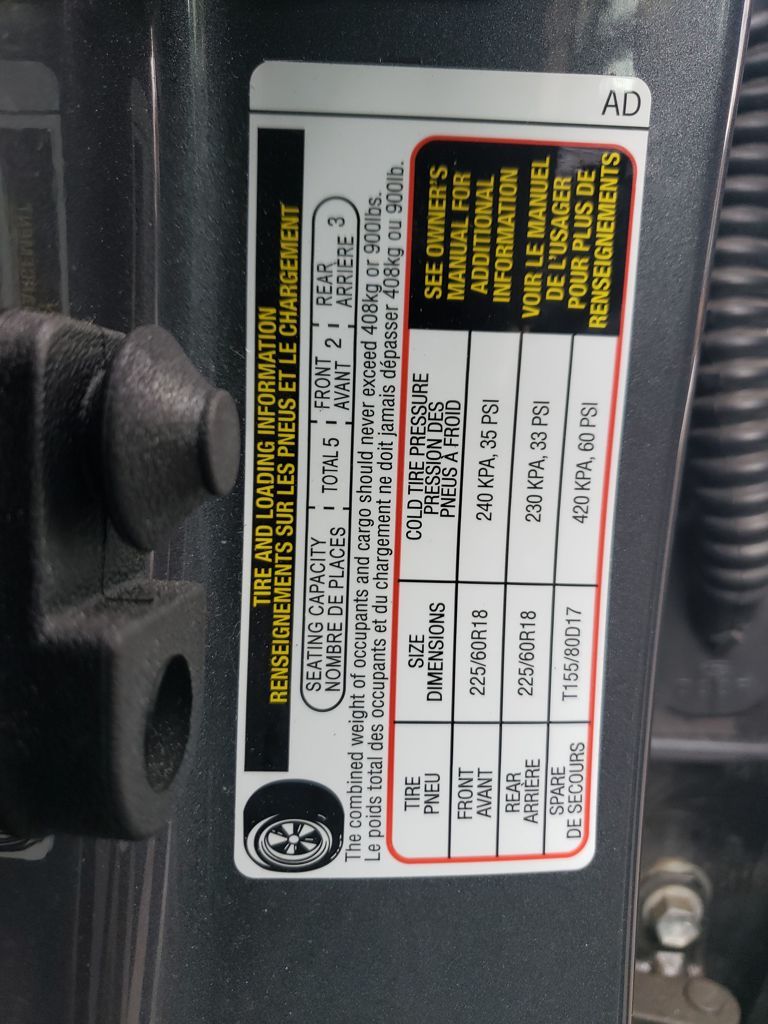 TIRE AND LOADING INFORMATION
RENSEIGNEMENTS SUR LES PNEUS ET LE CHARGEMENT
SEATING CAPACITY
NOMBRE DE PLACES
TOTAL 5
FRONT
AVANT 2
REAR
ARRIÈRE 3
The combined weight of occupants and cargo should never exceed 408kg or 900lbs.
Le poids total des occupants et du chargement ne doit jamais dépasser 408kg ou 900lb.
TIRE
PNEU
SIZE
DIMENSIONS
COLD TIRE PRESSURE
PRESSION DES
PNEUS À FROID
FRONT
AVANT
225/60R18
240 KPA, 35 PSI
REAR
ARRIÈRE
225/60R18
230 KPA, 33 PSI
SPARE
DE SECOURS
T155/80D17
420 KPA, 60 PSI
SEE OWNER'S
MANUAL FOR
ADDITIONAL
INFORMATION
VOIR LE MANUEL
DE L'USAGER
POUR PLUS DE
RENSEIGNEMENTS
AD